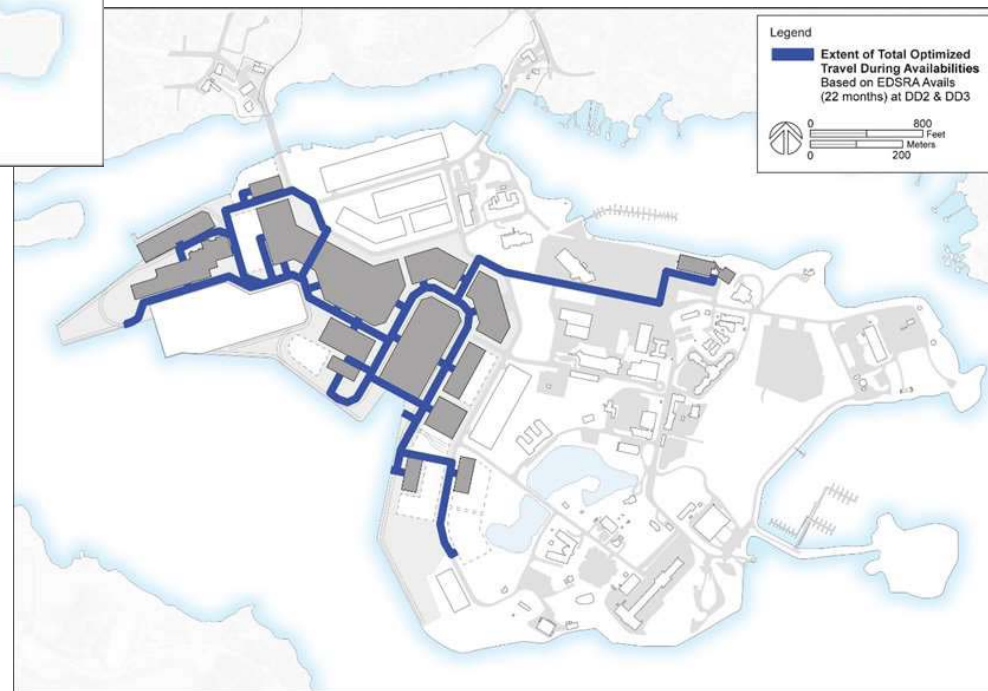 Legend
Extent of Total Optimized
Travel During Availabilities
Based on EDSRA Avails
(22 months) at DD2 & DD3
0 800
Feet
Meters
0 200